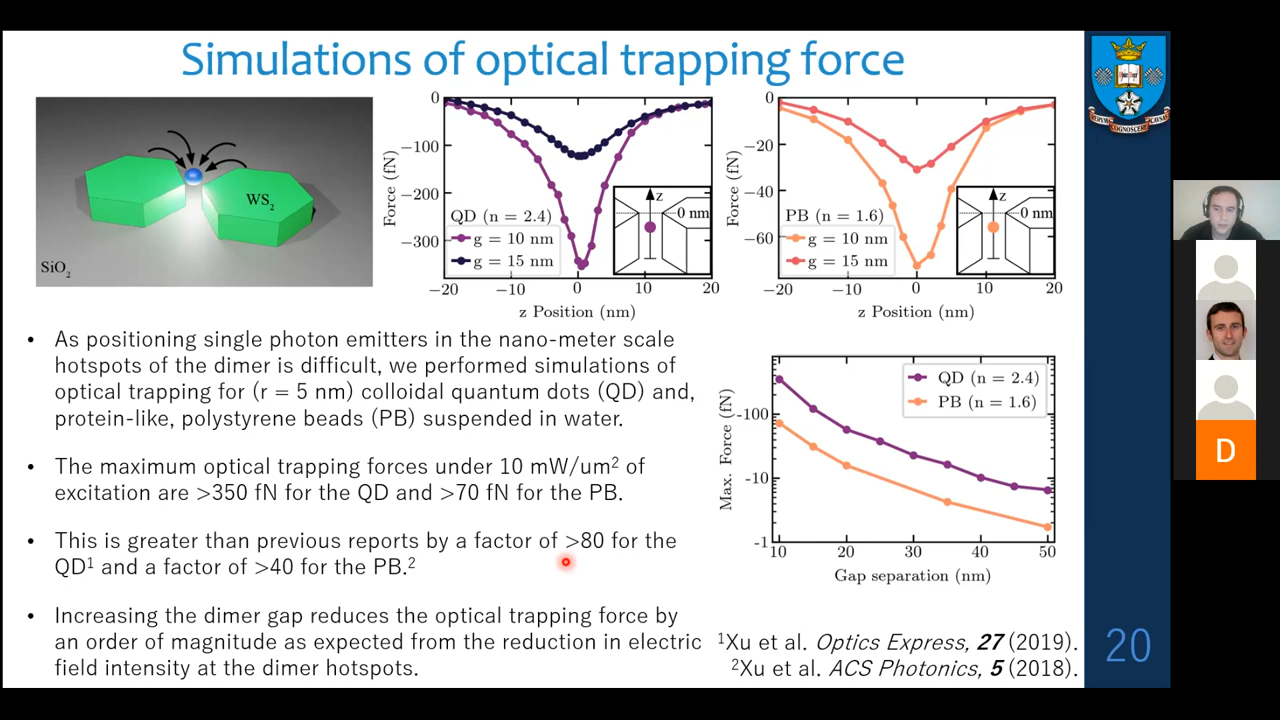 Simulations of optical trapping force
WS2
SiO2
0
−100
−200
−300
Force (fN)
QD (n = 2.4)
g = 10 nm
g = 15 nm
z
0 nm
−20
−10
0
10
20
z Position (nm)
0
−20
−40
−60
Force (fN)
PB (n = 1.6)
g = 10 nm
g = 15 nm
z
0 nm
−20
−10
0
10
20
z Position (nm)
• As positioning single photon emitters in the nano-meter scale
hotspots of the dimer is difficult, we performed simulations of
optical trapping for (r = 5 nm) colloidal quantum dots (QD) and,
protein-like, polystyrene beads (PB) suspended in water.
• The maximum optical trapping forces under 10 mW/um² of
excitation are >350 fN for the QD and >70 fN for the PB.
• This is greater than previous reports by a factor of >80 for the
QD¹ and a factor of >40 for the PB.²
• Increasing the dimer gap reduces the optical trapping force by
an order of magnitude as expected from the reduction in electric
field intensity at the dimer hotspots.
QD (n = 2.4)
PB (n = 1.6)
-100
-10
-1
Max. Force (fN)
10
20
30
40
50
Gap separation (nm)
¹Xu et al. Optics Express, 27 (2019).
²Xu et al. ACS Photonics, 5 (2018).
20
D